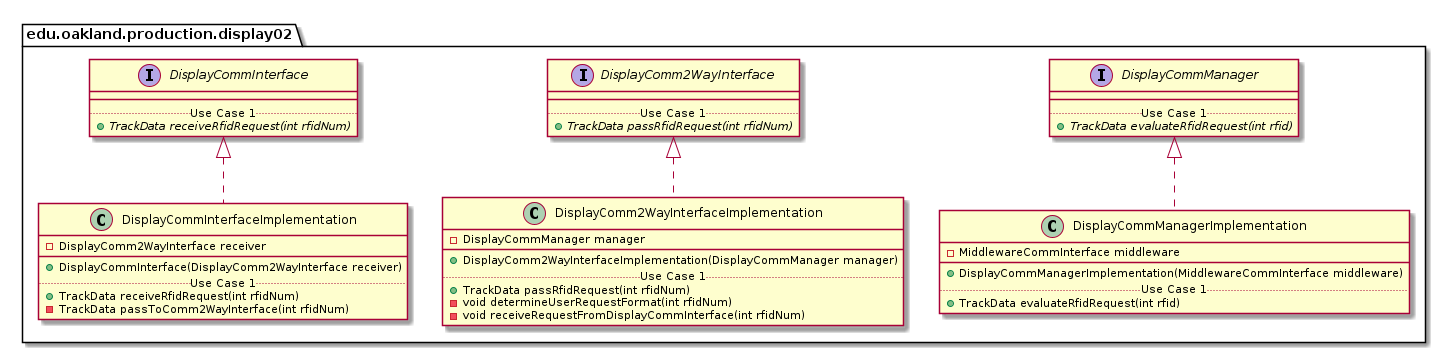 edu.oakland.production.display02
I DisplayCommInterface
Use Case 1
TrackData receiveRfidRequest(int rfidNum)
I DisplayComm2WayInterface
Use Case 1
TrackData passRfidRequest(int rfidNum)
I DisplayCommManager
Use Case 1
TrackData evaluateRfidRequest(int rfid)
C DisplayCommInterfaceImplementation
DisplayComm2WayInterface receiver
DisplayCommInterface(DisplayComm2WayInterface receiver)
Use Case 1
TrackData receiveRfidRequest(int rfidNum)
TrackData passToComm2WayInterface(int rfidNum)
C DisplayComm2WayInterfaceImplementation
DisplayCommManager manager
DisplayComm2WayInterfaceImplementation(DisplayCommManager manager)
Use Case 1
TrackData passRfidRequest(int rfidNum)
void determineUserRequestFormat(int rfidNum)
void receiveRequestFromDisplayCommInterface(int rfidNum)
C DisplayCommManagerImplementation
MiddlewareCommInterface middleware
DisplayCommManagerImplementation(MiddlewareCommInterface middleware)
Use Case 1
TrackData evaluateRfidRequest(int rfid)